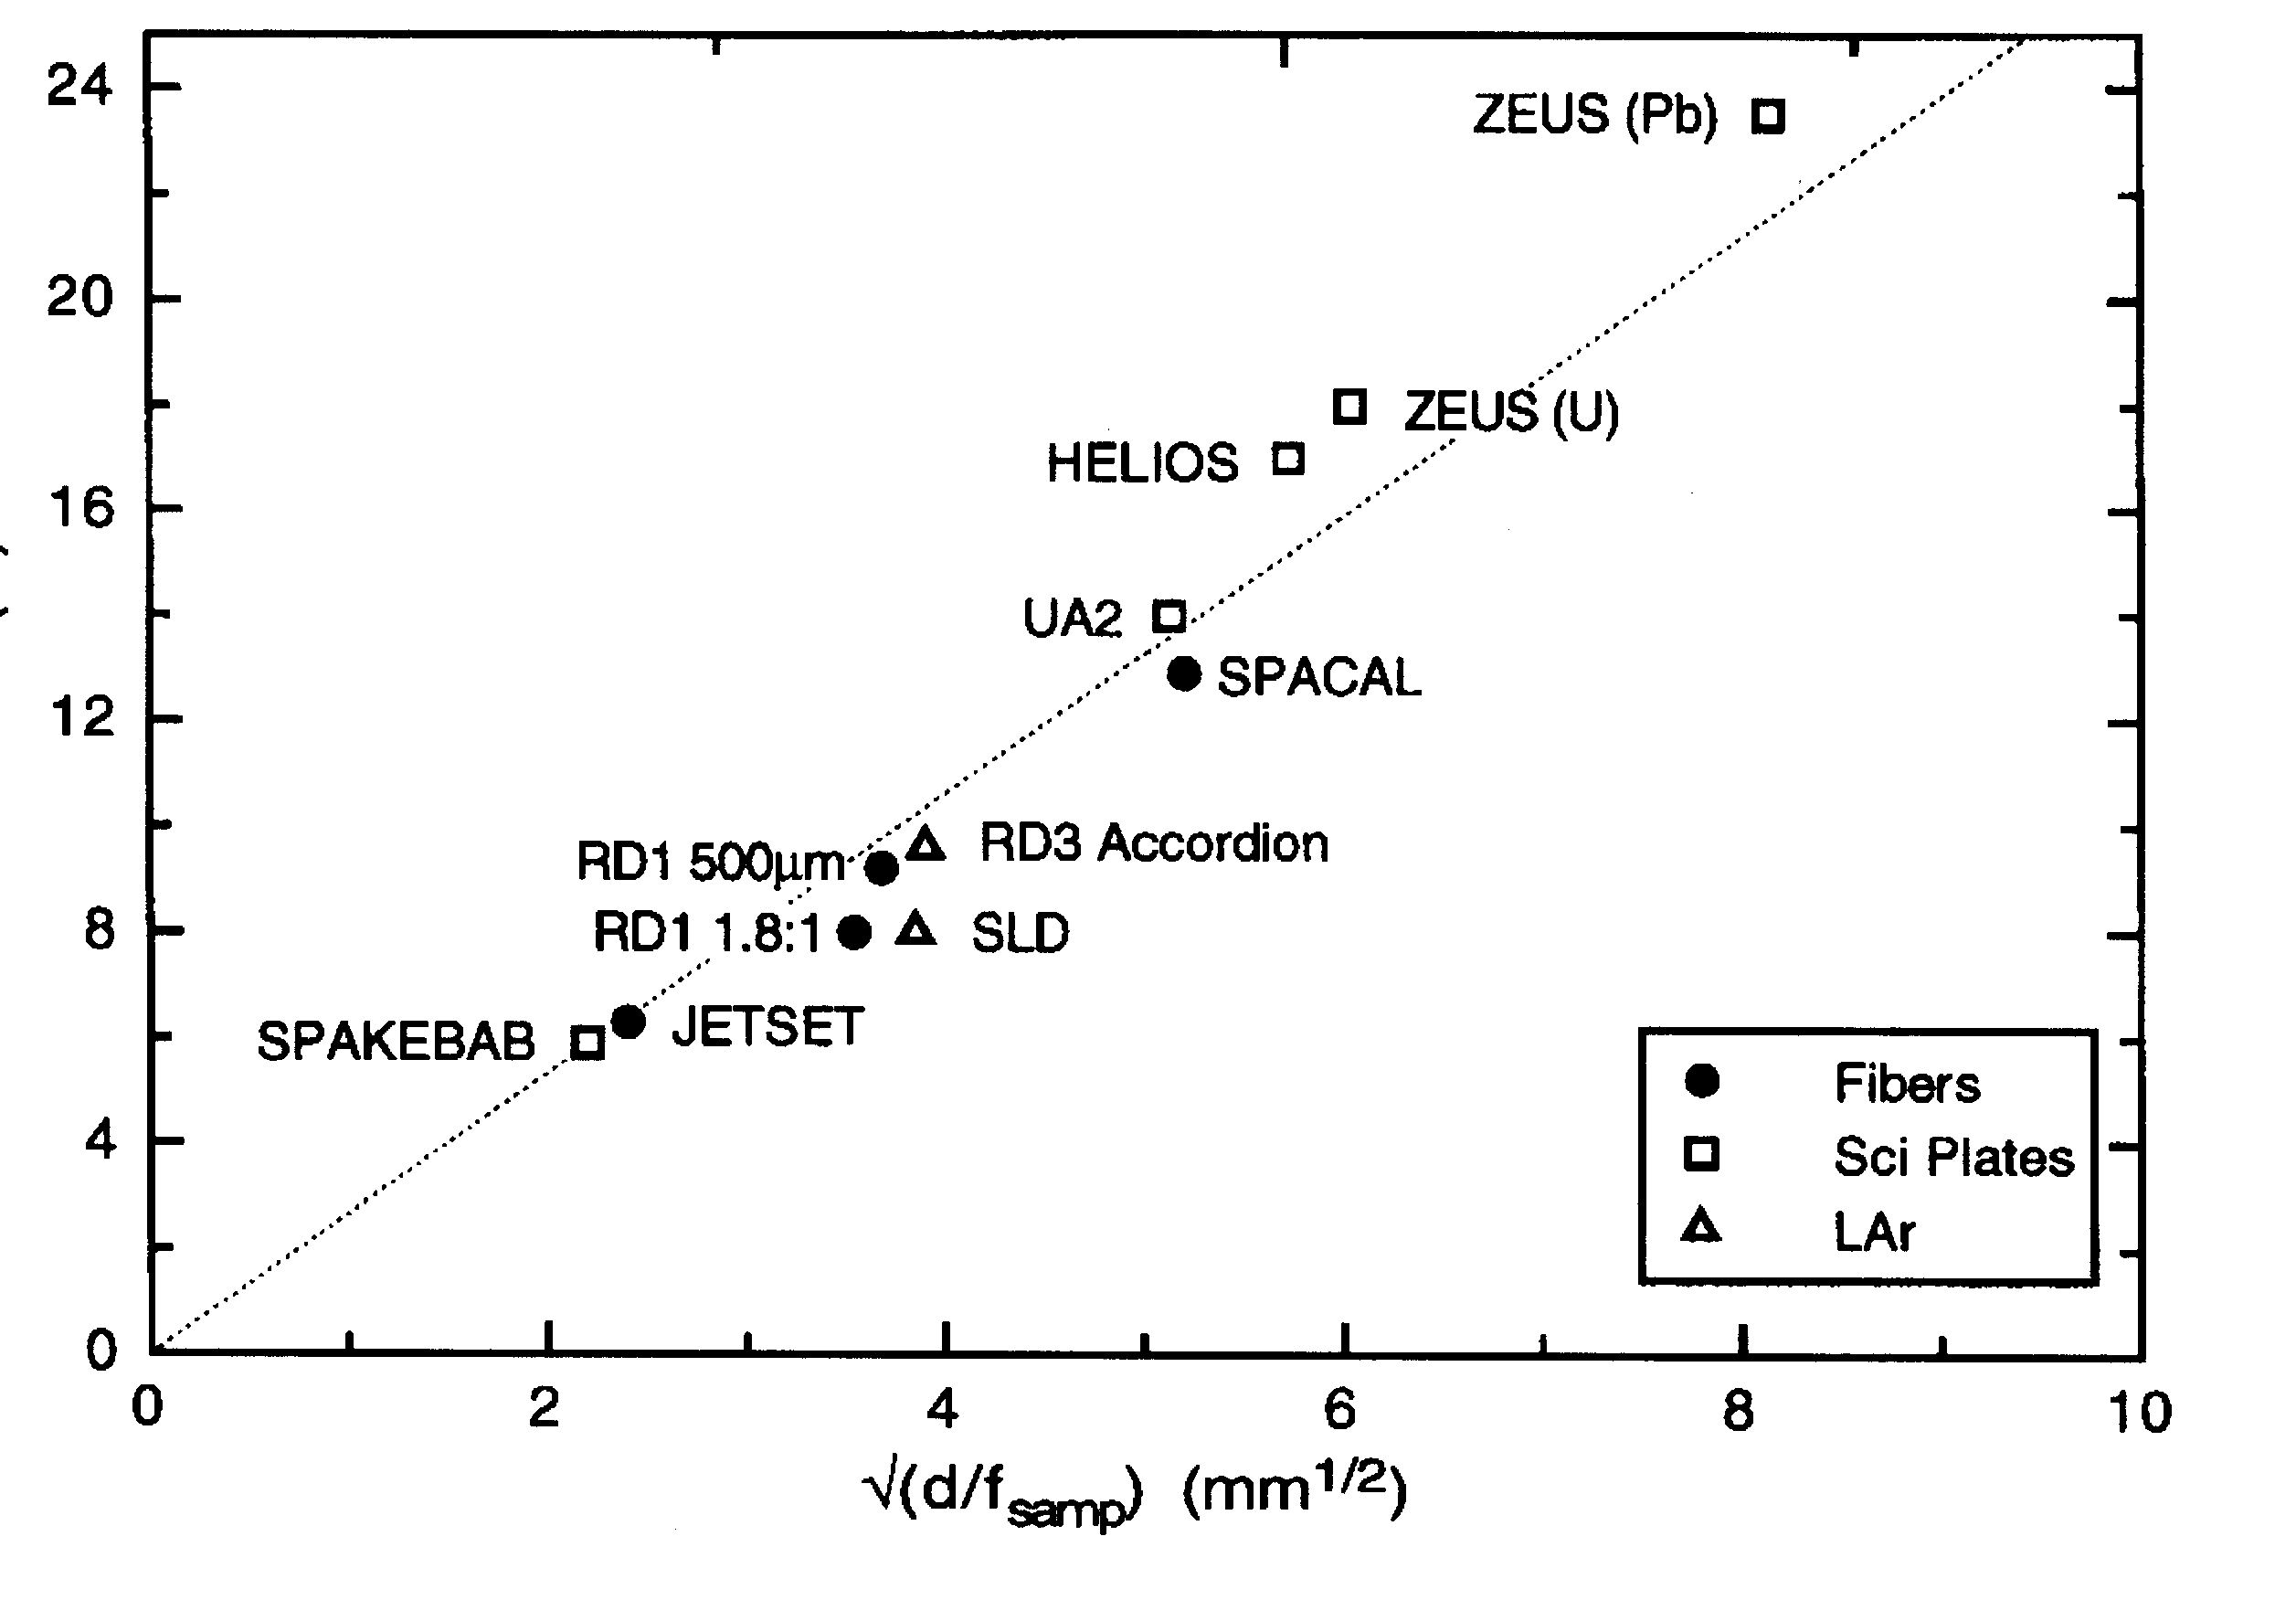 24
ZEUS (Pb)
20
ZEUS (U)
HELIOS
16
UA2
SPACAL
12
RD1 500μm
RD3 Accordion
8
RD1 1.8:1
SLD
SPAKEBAB
JETSET
Fibers
4
Sci Plates
LAr
0
0 2 4 6 8 10
√(d/fsamp) (mm1/2)